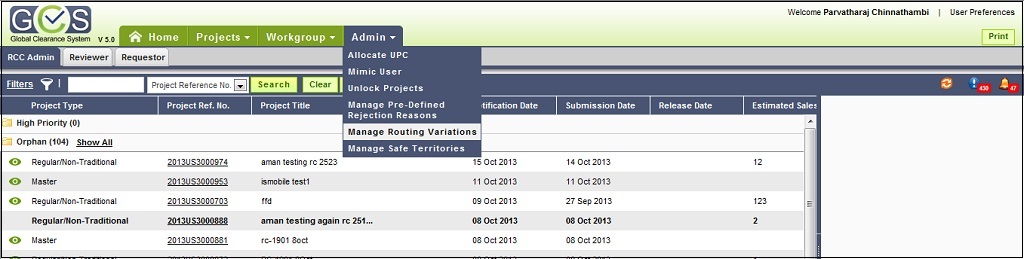 GCS
Global Clearance System V 5.0
Welcome Parvatharaj Chinnathambi | User Preferences
Home Projects Workgroup Admin
Print
RCC Admin Reviewer Requestor
Allocate UPC
Mimic User
Unlock Projects
Manage Pre-Defined
Rejection Reasons
Manage Routing Variations
Manage Safe Territories
Filters Project Reference No. Search Clear
430 47
Project Type Project Ref. No. Project Title tification Date Submission Date Release Date Estimated Sales
High Priority (0)
Orphan (104) Show All
Regular/Non-Traditional 2013US3000974 aman testing rc 2523 15 Oct 2013 14 Oct 2013 12
Master 2013US3000953 ismobile test1 11 Oct 2013 11 Oct 2013
Regular/Non-Traditional 2013US3000703 ffd 09 Oct 2013 27 Sep 2013 123
Regular/Non-Traditional 2013US3000888 aman testing again rc 251... 08 Oct 2013 08 Oct 2013 2
Master 2013US3000881 rc-1901 8oct 08 Oct 2013 08 Oct 2013